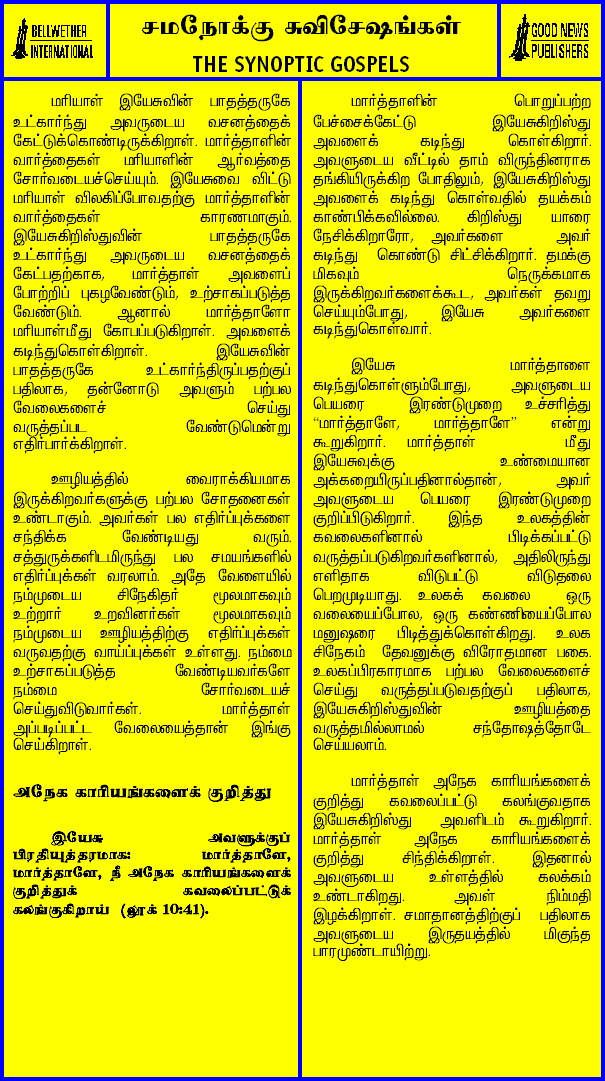 BELLWETHER
INTERNATIONAL
சமநோக்கு சுவிசேஷங்கள்
THE SYNOPTIC GOSPELS
GOOD NEWS
PUBLISHERS
மரியாள் இயேசுவின் பாதத்தருகே
உட்கார்ந்து அவருடைய வசனத்தைக்
கேட்டுக்கொண்டிருக்கிறாள். மார்த்தாளின்
வார்த்தைகள் மரியாளின் ஆர்வத்தை
சோர்வடையச்செய்யும். இயேசுவை விட்டு
மரியாள் விலகிப்போவதற்கு மார்த்தாளின்
வார்த்தைகள் காரணமாகும்.
இயேசுகிறிஸ்துவின் பாதத்தருகே
உட்கார்ந்து அவருடைய வசனத்தைக்
கேட்பதற்காக, மார்த்தாள் அவளைப்
போற்றிப் புகழவேண்டும், உற்சாகப்படுத்த
வேண்டும். ஆனால் மார்த்தாளோ
மரியாள்மீது கோபப்படுகிறாள். அவளைக்
கடிந்துகொள்கிறாள். இயேசுவின்
பாதத்தருகே உட்கார்ந்திருப்பதற்குப்
பதிலாக, தன்னோடு அவளும் பற்பல
வேலைகளைச் செய்து
வருத்தப்பட வேண்டுமென்று
எதிர்பார்க்கிறாள்.
ஊழியத்தில் வைராக்கியமாக
இருக்கிறவர்களுக்கு பற்பல சோதனைகள்
உண்டாகும். அவர்கள் பல எதிர்ப்புக்களை
சந்திக்க வேண்டியது வரும்.
சத்துருக்களிடமிருந்து பல சமயங்களில்
எதிர்ப்புக்கள் வரலாம். அதே வேளையில்
நம்முடைய சிநேகிதர் மூலமாகவும்
உற்றார் உறவினர்கள் மூலமாகவும்
நம்முடைய ஊழியத்திற்கு எதிர்ப்புக்கள்
வருவதற்கு வாய்ப்புக்கள் உள்ளது. நம்மை
உற்சாகப்படுத்த வேண்டியவர்களே
நம்மை சோர்வடையச்
செய்துவிடுவார்கள். மார்த்தாள்
அப்படிப்பட்ட வேலையைத்தான் இங்கு
செய்கிறாள்.
அநேக காரியங்களைக் குறித்து
இயேசு அவளுக்குப்
பிரதியுத்தரமாக: மார்த்தாளே,
மார்த்தாளே, நீ அநேக காரியங்களைக்
குறித்துக் கவலைப்பட்டுக்
கலங்குகிறாய் (லூக் 10:41).
மார்த்தாளின் பொறுப்பற்ற
பேச்சைக்கேட்டு இயேசுகிறிஸ்து
அவளைக் கடிந்து கொள்கிறார்.
அவளுடைய வீட்டில் தாம் விருந்தினராக
தங்கியிருக்கிற போதிலும், இயேசுகிறிஸ்து
அவளைக் கடிந்து கொள்வதில் தயக்கம்
காண்பிக்கவில்லை. கிறிஸ்து யாரை
நேசிக்கிறாரோ, அவர்களை அவர்
கடிந்து கொண்டு சிட்சிக்கிறார். தமக்கு
மிகவும் நெருக்கமாக
இருக்கிறவர்களைக்கூட, அவர்கள் தவறு
செய்யும்போது, இயேசு அவர்களை
கடிந்துகொள்வார்.
இயேசு மார்த்தாளை
கடிந்துகொள்ளும்போது, அவளுடைய
பெயரை இரண்டுமுறை உச்சரித்து
“மார்த்தாளே, மார்த்தாளே” என்று
கூறுகிறார். மார்த்தாள் மீது
இயேசுவுக்கு உண்மையான
அக்கறையிருப்பதினால்தான், அவர்
அவளுடைய பெயரை இரண்டுமுறை
குறிப்பிடுகிறார். இந்த உலகத்தின்
கவலைகளினால் பிடிக்கப்பட்டு
வருத்தப்படுகிறவர்களினால், அதிலிருந்து
எளிதாக விடுபட்டு விடுதலை
பெறமுடியாது. உலகக் கவலை ஒரு
வலையைப்போல, ஒரு கண்ணியைப்போல
மனுஷரை பிடித்துக்கொள்கிறது. உலக
சிநேகம் தேவனுக்கு விரோதமான பகை.
உலகப்பிரகாரமாக பற்பல வேலைகளைச்
செய்து வருத்தப்படுவதற்குப் பதிலாக,
இயேசுகிறிஸ்துவின் ஊழியத்தை
வருத்தமில்லாமல் சந்தோஷத்தோடே
செய்யலாம்.
மார்த்தாள் அநேக காரியங்களைக்
குறித்து கவலைப்பட்டு கலங்குவதாக
இயேசுகிறிஸ்து அவளிடம் கூறுகிறார்.
மார்த்தாள் அநேக காரியங்களைக்
குறித்து சிந்திக்கிறாள். இதனால்
அவளுடைய உள்ளத்தில் கலக்கம்
உண்டாகிறது. அவள் நிம்மதி
இழக்கிறாள். சமாதானத்திற்குப் பதிலாக
அவளுடைய இருதயத்தில் மிகுந்த
பாரமுண்டாயிற்று.